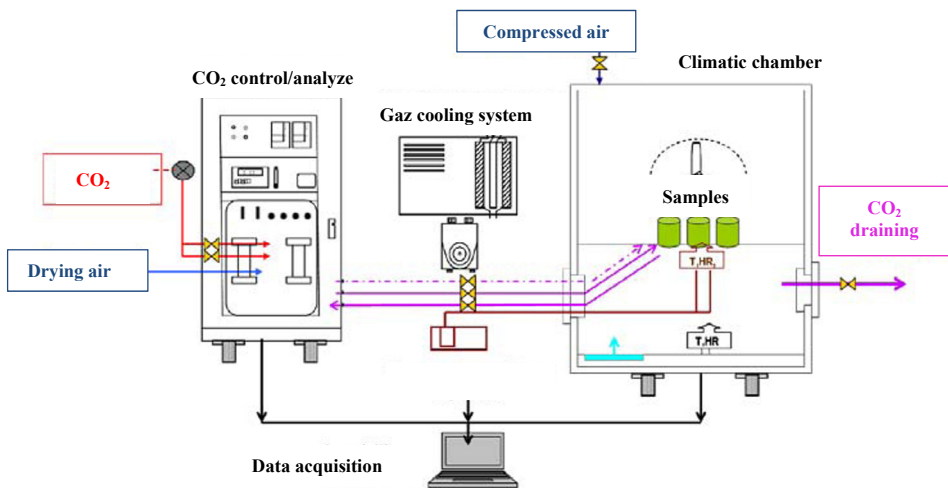 Compressed air
CO₂ control/analyze
Climatic chamber
Gaz cooling system
CO₂
Samples
CO₂
draining
Drying air
T,HR,
T,HR
Data acquisition